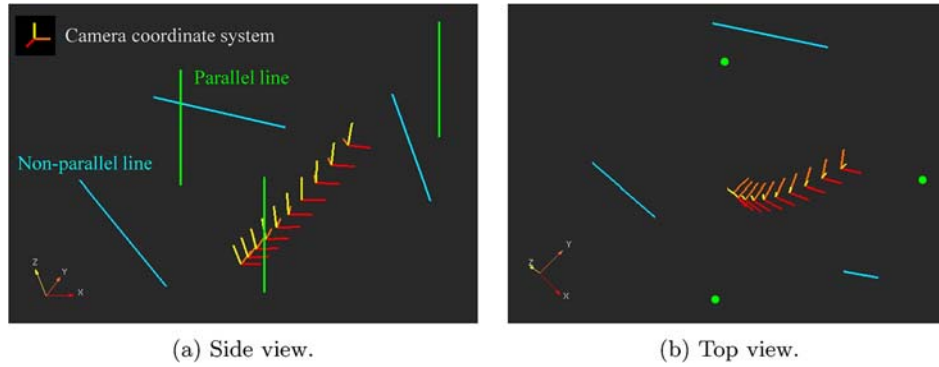 Camera coordinate system
Parallel line
Non-parallel line
Z
Y
X
Z
Y
X
(a) Side view.
(b) Top view.